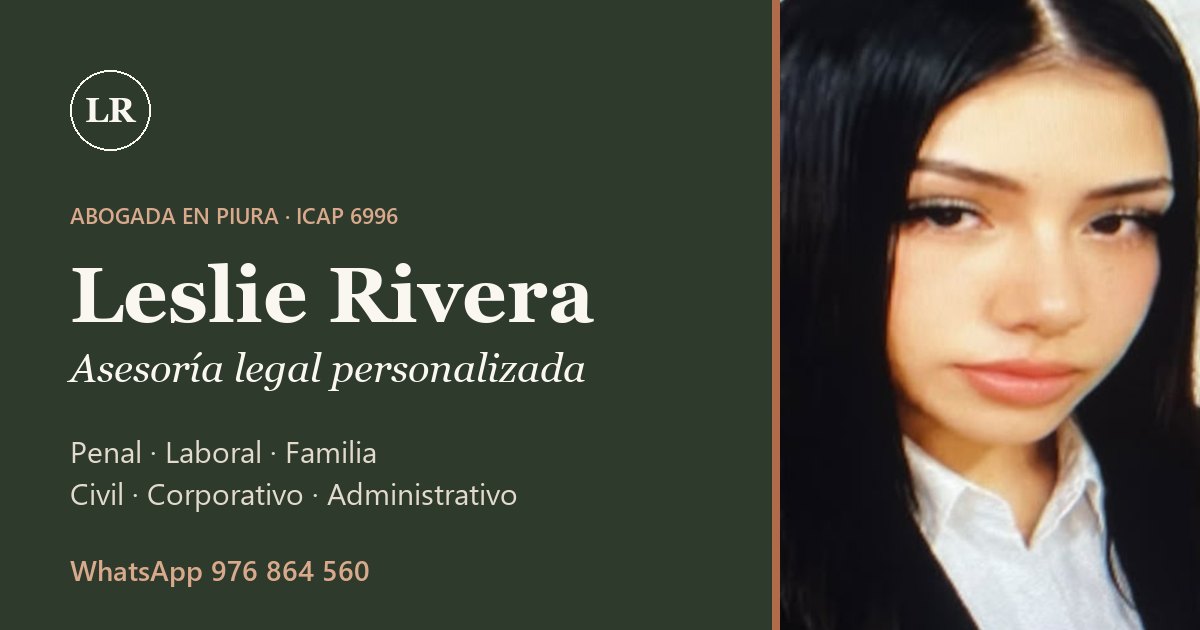 LR
ABOGADA EN PIURA · ICAP 6996
Leslie Rivera
Asesoría legal personalizada
Penal · Laboral · Familia
Civil · Corporativo · Administrativo
WhatsApp 976 864 560